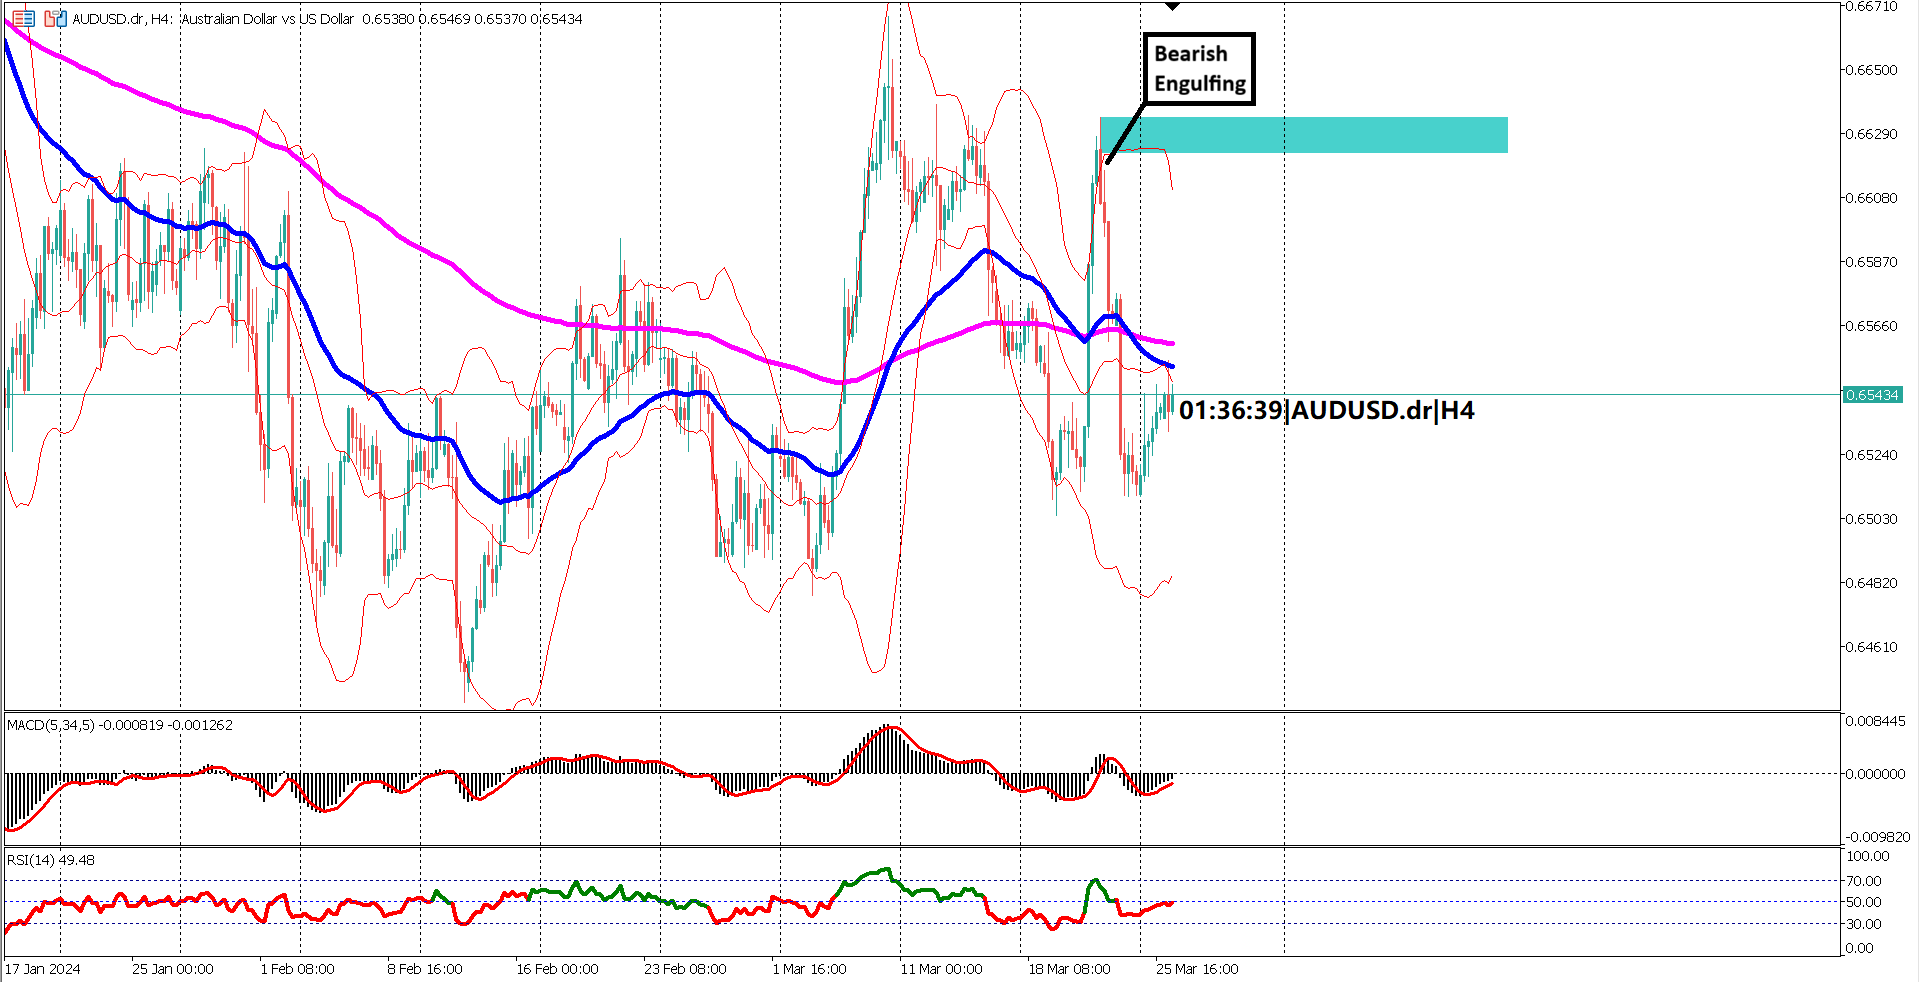 AUDUSD.dr, H4: Australian Dollar vs US Dollar 0.65380 0.65469 0.65370 0.65434
Bearish
Engulfing
0.66710
0.66500
0.66290
0.66080
0.65870
0.65660
0.65434
01:36:39|AUDUSD.dr|H4
0.65240
0.65030
0.64820
0.64610
MACD(5,34,5) -0.000819 -0.001262
0.008445
0.000000
-0.009820
RSI(14) 49.48
100.00
70.00
50.00
30.00
0.00
17 Jan 2024 25 Jan 00:00 1 Feb 08:00 8 Feb 16:00 16 Feb 00:00 23 Feb 08:00 1 Mar 16:00 11 Mar 00:00 18 Mar 08:00 25 Mar 16:00